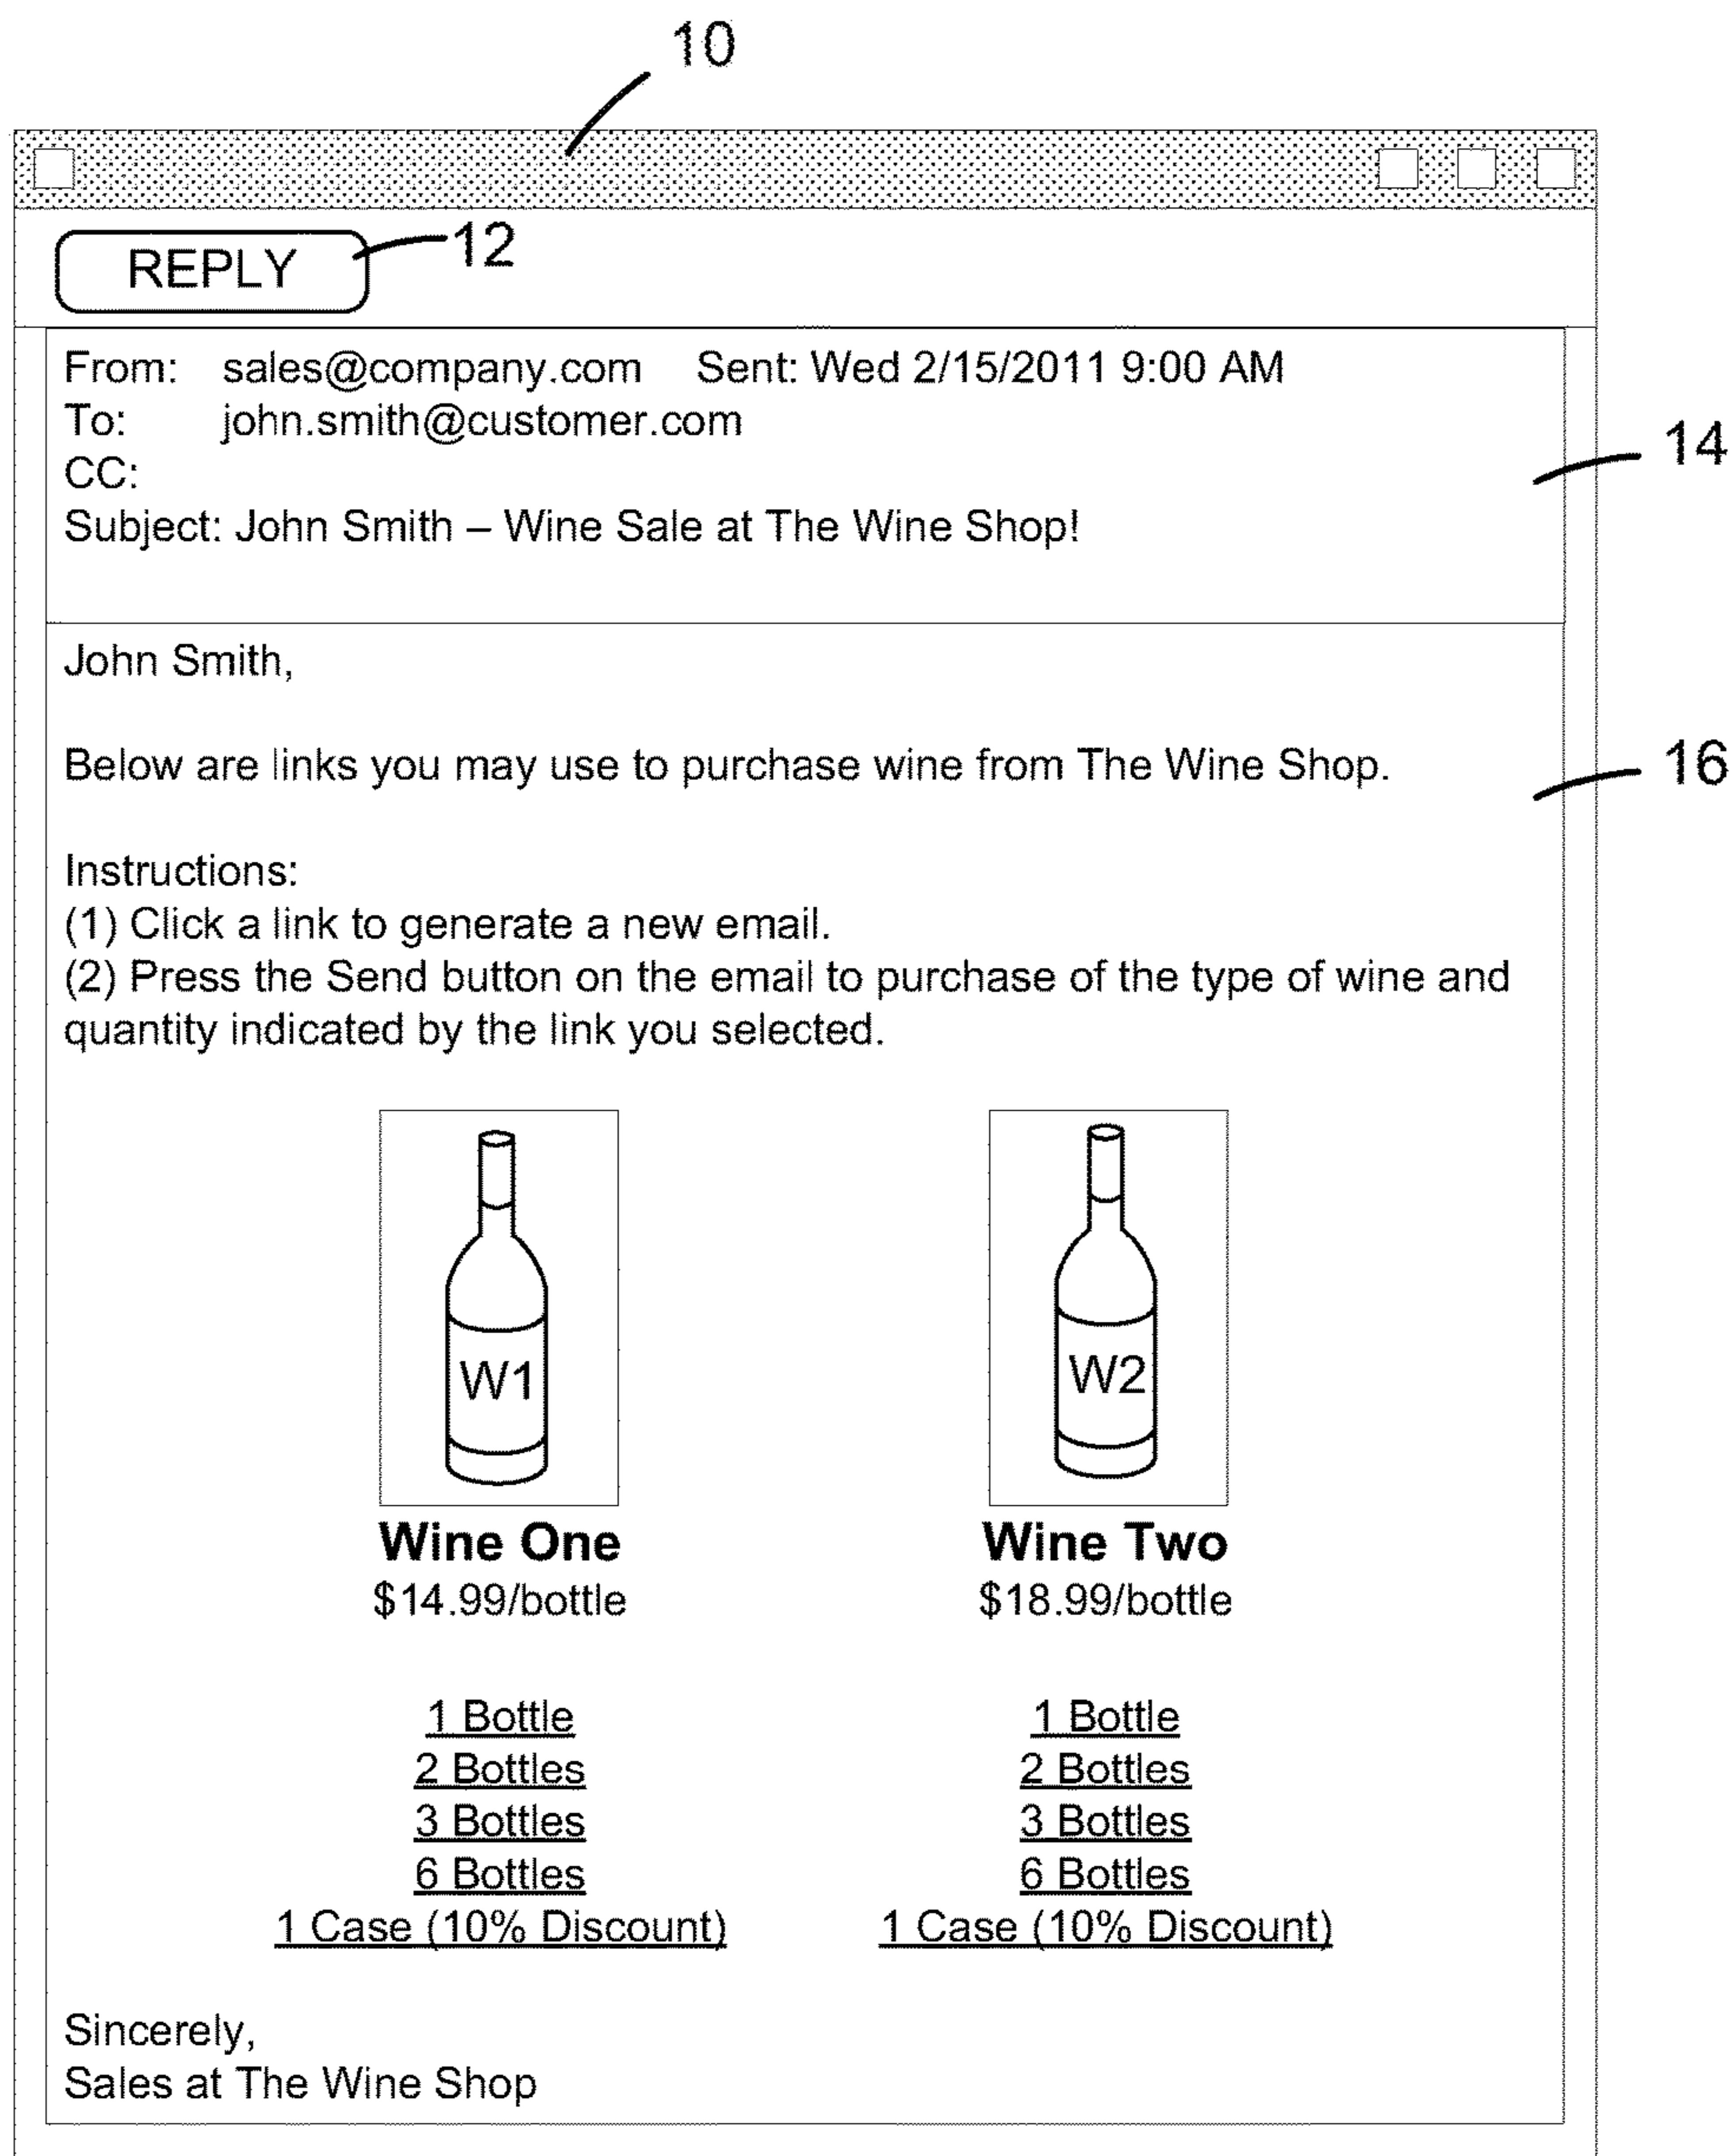 10
REPLY 12
From: sales@company.com Sent: Wed 2/15/2011 9:00 AM
To: john.smith@customer.com
14
CC:
Subject: John Smith – Wine Sale at The Wine Shop!
John Smith,
Below are links you may use to purchase wine from The Wine Shop.
16
Instructions:
(1) Click a link to generate a new email.
(2) Press the Send button on the email to purchase of the type of wine and
quantity indicated by the link you selected.
W1 W2
Wine One Wine Two
$14.99/bottle $18.99/bottle
1 Bottle 1 Bottle
2 Bottles 2 Bottles
3 Bottles 3 Bottles
6 Bottles 6 Bottles
1 Case (10% Discount) 1 Case (10% Discount)
Sincerely,
Sales at The Wine Shop